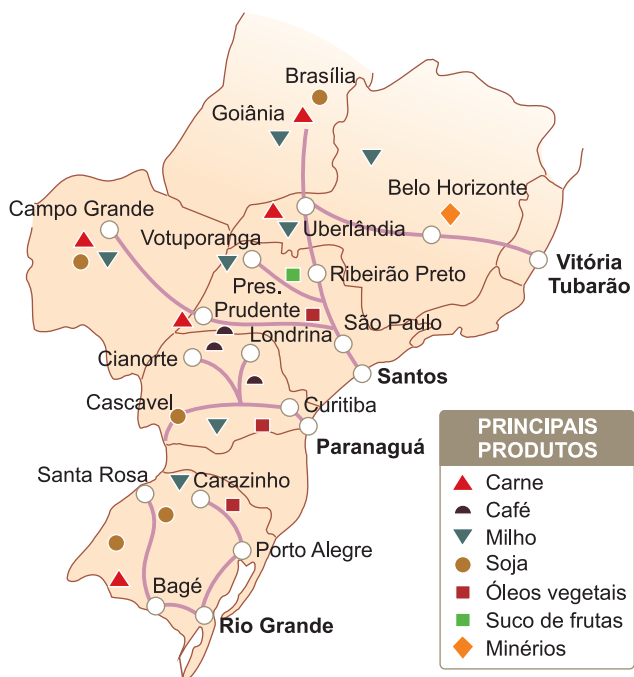 Brasília
Goiânia
Belo Horizonte
Campo Grande
Uberlândia
Votuporanga
Vitória
Tubarão
Ribeirão Preto
Pres.
Prudente
São Paulo
Londrina
Cianorte
Santos
Cascavel
Curitiba
Paranaguá
Santa Rosa
Carazinho
Porto Alegre
Bagé
Rio Grande
PRINCIPAIS
PRODUTOS
Carne
Café
Milho
Soja
Óleos vegetais
Suco de frutas
Minérios